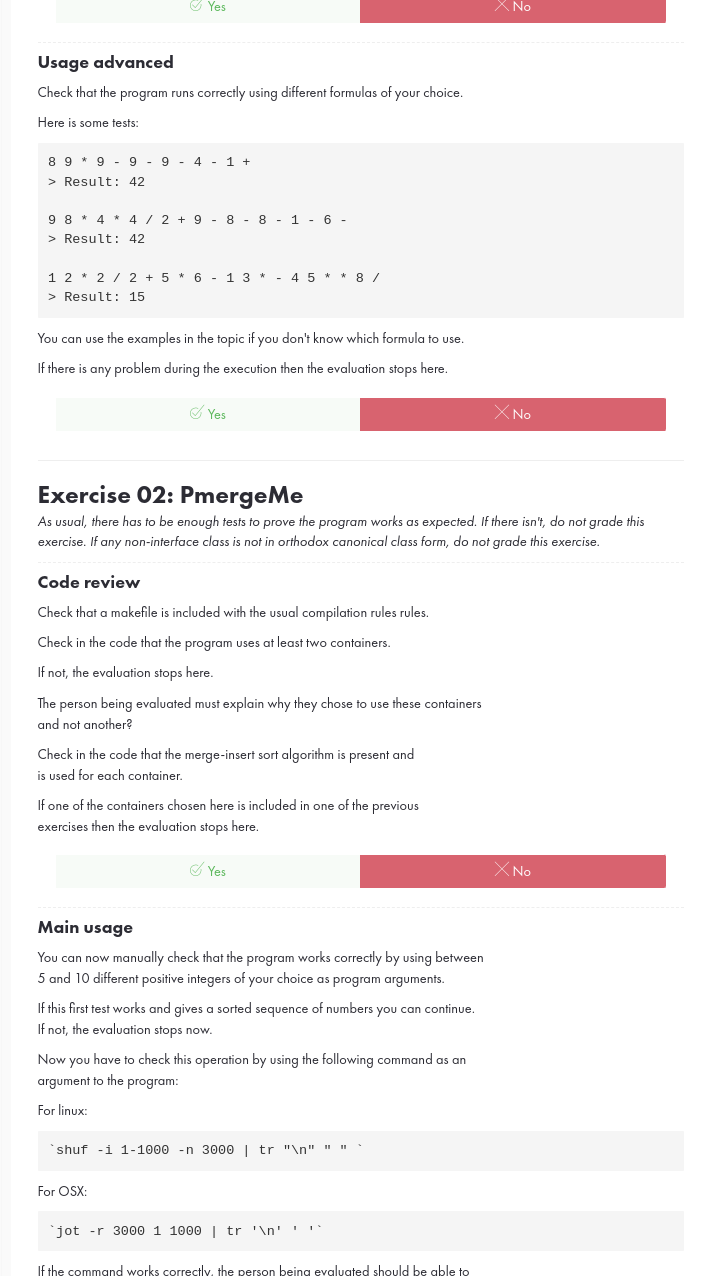 Yes
No
Usage advanced
Check that the program runs correctly using different formulas of your choice.
Here is some tests:
8 9 * 9 - 9 - 9 - 4 - 1 +
> Result: 42
9 8 * 4 * 4 / 2 + 9 - 8 - 8 - 1 - 6 -
> Result: 42
1 2 * 2 / 2 + 5 * 6 - 1 3 * - 4 5 * * 8 /
> Result: 15
You can use the examples in the topic if you don't know which formula to use.
If there is any problem during the execution then the evaluation stops here.
Yes
No
Exercise 02: PmergeMe
As usual, there has to be enough tests to prove the program works as expected. If there isn't, do not grade this
exercise. If any non-interface class is not in orthodox canonical class form, do not grade this exercise.
Code review
Check that a makefile is included with the usual compilation rules rules.
Check in the code that the program uses at least two containers.
If not, the evaluation stops here.
The person being evaluated must explain why they chose to use these containers
and not another?
Check in the code that the merge-insert sort algorithm is present and
is used for each container.
If one of the containers chosen here is included in one of the previous
exercises then the evaluation stops here.
Yes
No
Main usage
You can now manually check that the program works correctly by using between
5 and 10 different positive integers of your choice as program arguments.
If this first test works and gives a sorted sequence of numbers you can continue.
If not, the evaluation stops now.
Now you have to check this operation by using the following command as an
argument to the program:
For linux:
`shuf -i 1-1000 -n 3000 | tr "\n" " " `
For OSX:
`jot -r 3000 1 1000 | tr '\n' ' '`
If the command works correctly, the person being evaluated should be able to